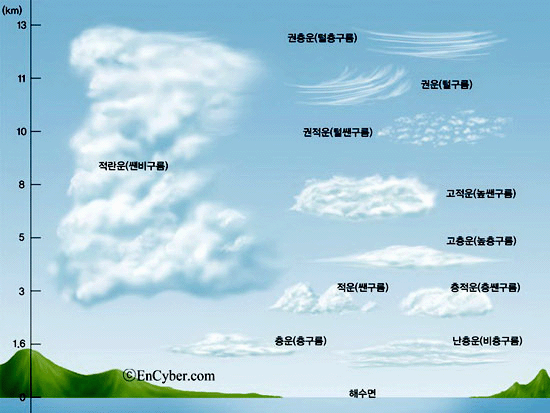 (km)
13
권층운(털층구름)
11
권운(털구름)
10
권적운(털쌘구름)
적란운(쌘비구름)
8
고적운(높쌘구름)
5
고층운(높층구름)
3
적운(쌘구름)
층적운(층쌘구름)
1.6
층운(층구름)
난층운(비층구름)
©EnCyber.com
해수면
0